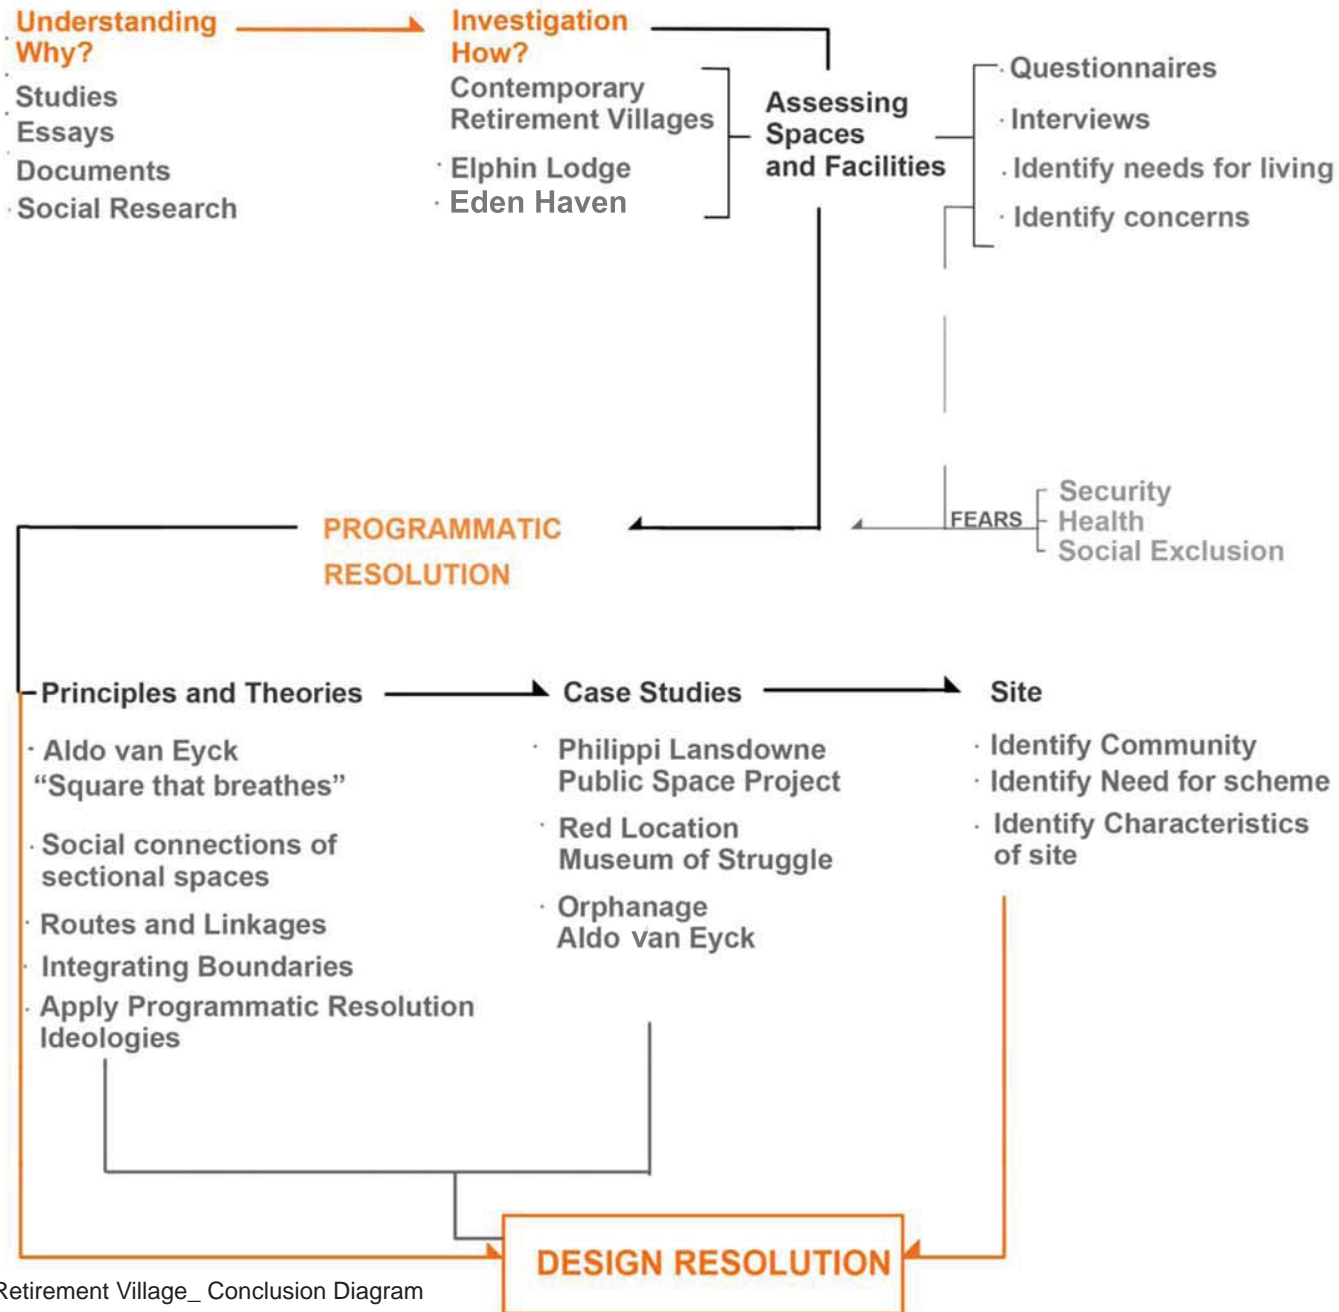 Understanding
Why?
Studies
Essays
Documents
Social Research
Investigation
How?
Contemporary
Retirement Villages
Elphin Lodge
Eden Haven
Assessing
Spaces
and Facilities
Questionnaires
Interviews
Identify needs for living
Identify concerns
FEARS
Security
Health
Social Exclusion
PROGRAMMATIC
RESOLUTION
Principles and Theories
Aldo van Eyck
“Square that breathes”
Social connections of
sectional spaces
Routes and Linkages
Integrating Boundaries
Apply Programmatic Resolution
Ideologies
Case Studies
Philippi Lansdowne
Public Space Project
Red Location
Museum of Struggle
Orphanage
Aldo van Eyck
Site
Identify Community
Identify Need for scheme
Identify Characteristics
of site
DESIGN RESOLUTION
Retirement Village_ Conclusion Diagram